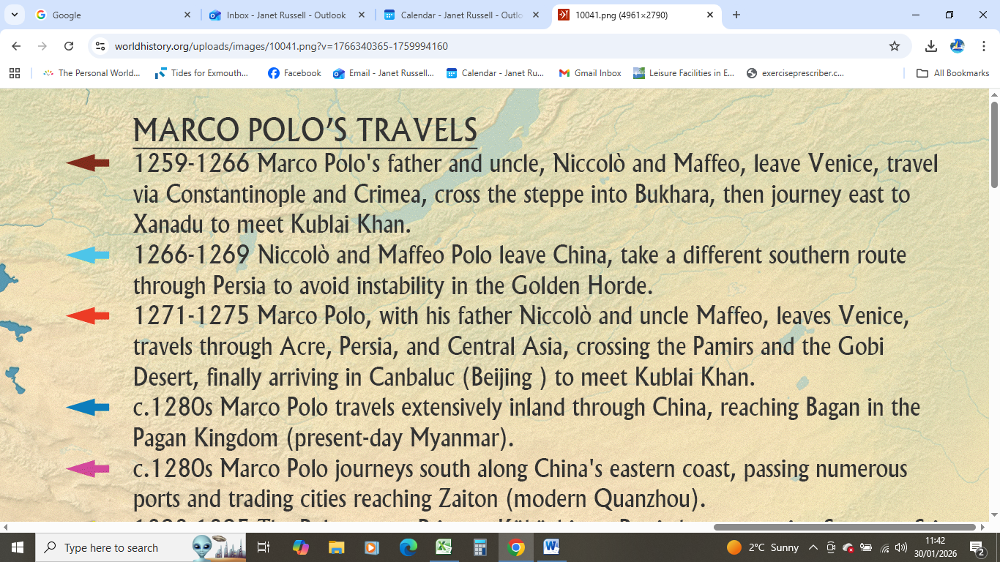 Google
Inbox - Janet Russell - Outlook
Calendar - Janet Russell - Outlo
10041.png (4961×2790)
worldhistory.org/uploads/images/10041.png?v=1766340365-1759994160
The Personal World...
Tides for Exmouth...
Facebook
Email - Janet Russell...
Calendar - Janet Ru...
Gmail Inbox
Leisure Facilities in E...
exerciseprescriber.c...
All Bookmarks
MARCO POLO'S TRAVELS
1259-1266 Marco Polo's father and uncle, Niccolò and Maffeo, leave Venice, travel
via Constantinople and Crimea, cross the steppe into Bukhara, then journey east to
Xanadu to meet Kublai Khan.
1266-1269 Niccolò and Maffeo Polo leave China, take a different southern route
through Persia to avoid instability in the Golden Horde.
1271-1275 Marco Polo, with his father Niccolò and uncle Maffeo, leaves Venice,
travels through Acre, Persia, and Central Asia, crossing the Pamirs and the Gobi
Desert, finally arriving in Canbaluc (Beijing ) to meet Kublai Khan.
c.1280s Marco Polo travels extensively inland through China, reaching Bagan in the
Pagan Kingdom (present-day Myanmar).
c.1280s Marco Polo journeys south along China's eastern coast, passing numerous
ports and trading cities reaching Zaiton (modern Quanzhou).
Type here to search
2°C Sunny
11:42
30/01/2026
2